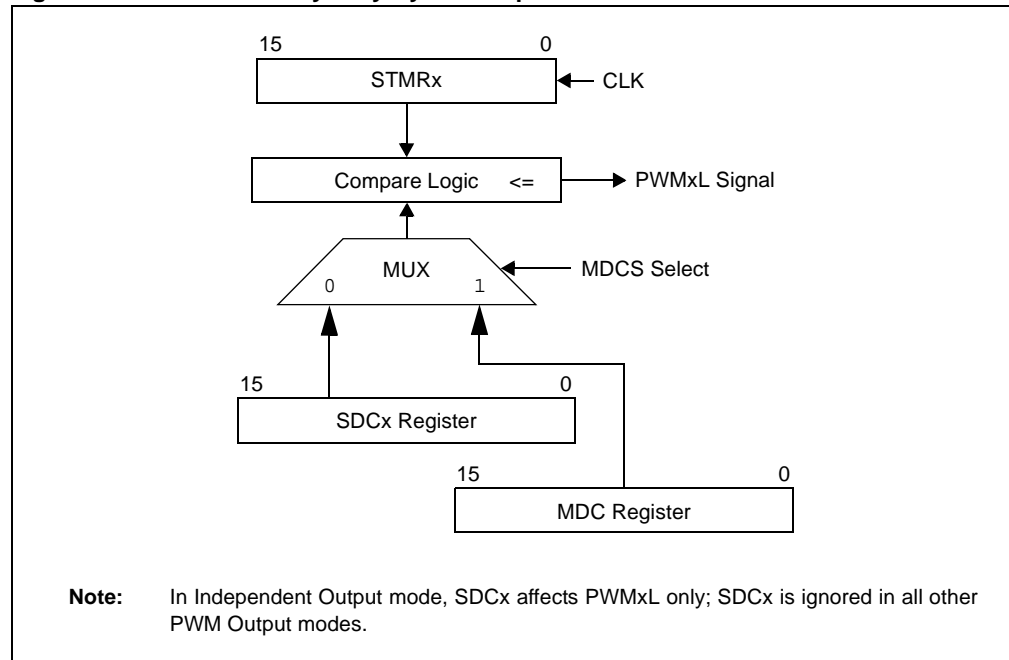 15 0
STMRx
CLK
Compare Logic <=
PWMxL Signal
MUX
MDCS Select
0 1
15 0
SDCx Register
15 0
MDC Register
Note: In Independent Output mode, SDCx affects PWMxL only; SDCx is ignored in all other
PWM Output modes.